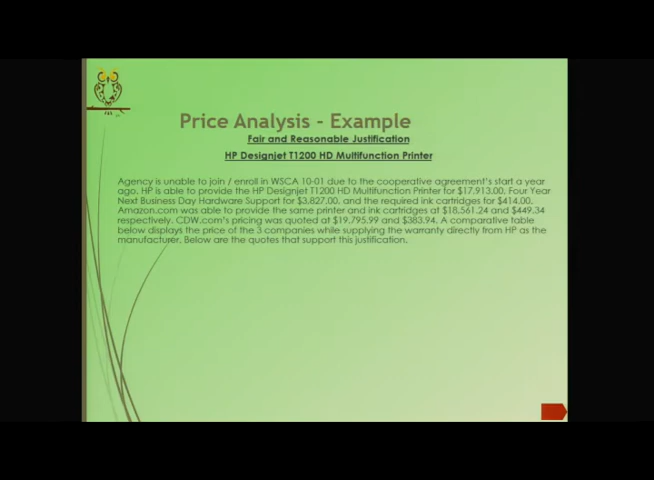 Price Analysis - Example
Fair and Reasonable Justification
HP Designjet T1200 HD Multifunction Printer
Agency is unable to join / enroll in WSCA 10-01 due to the cooperative agreement's start a year
ago. HP is able to provide the HP Designjet T1200 HD Multifunction Printer for $17,913.00, Four Year
Next Business Day Hardware Support for $3,827.00, and the required ink cartridges for $414.00.
Amazon.com was able to provide the same printer and ink cartridges at $18,561.24 and $449.34
respectively. CDW.com's pricing was quoted at $19,795.99 and $383.94. A comparative table
below displays the price of the 3 companies while supplying the warranty directly from HP as the
manufacturer. Below are the quotes that support this justification.